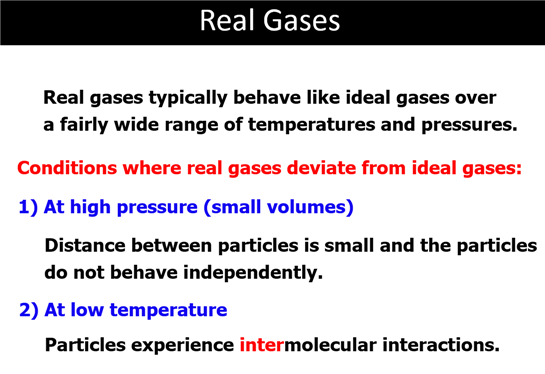 Real Gases
Real gases typically behave like ideal gases over
a fairly wide range of temperatures and pressures.
Conditions where real gases deviate from ideal gases:
1) At high pressure (small volumes)
Distance between particles is small and the particles
do not behave independently.
2) At low temperature
Particles experience intermolecular interactions.